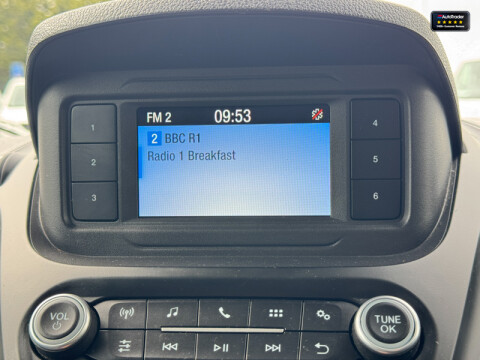 AutoTrader
FM 2 09:53
2 BBC R1
Radio 1 Breakfast
1
2
3
4
5
6
VOL
TUNE
OK